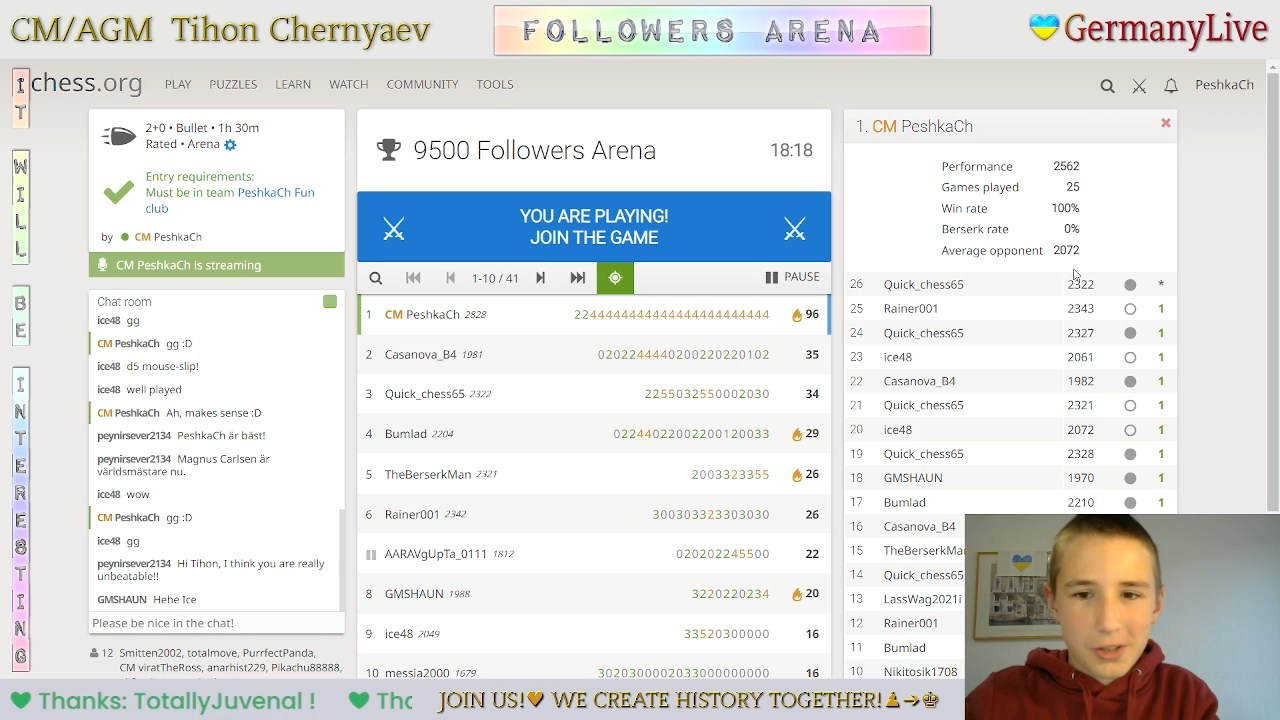 CM/AGM Tihon Chernyaev
FOLLOWERS ARENA
GermanyLive
IT
WILL
BE
INTERESTING
chess.org
PLAY
PUZZLES
LEARN
WATCH
COMMUNITY
TOOLS
PeshkaCh
2+0 • Bullet • 1h 30m
Rated • Arena
Entry requirements:
Must be in team PeshkaCh Fun
club
by CM PeshkaCh
CM PeshkaCh is streaming
Chat room
ice48 gg
CM PeshkaCh gg :D
ice48 d5 mouse-slip!
ice48 well played
CM PeshkaCh Ah, makes sense :D
peynirsever2134 PeshkaCh är bäst!
peynirsever2134 Magnus Carlsen är
världsmästare nu.
ice48 wow
CM PeshkaCh gg :D
ice48 gg
peynirsever2134 Hi Tihon, I think you are really
unbeatable!!
GMSHAUN Hehe Ice
Please be nice in the chat!
12 Smitten2002, totalmove, PurrfectPanda,
CM viratTheRoss, anarhist229, Pikachu88888,
9500 Followers Arena
18:18
YOU ARE PLAYING!
JOIN THE GAME
1-10 / 41
PAUSE
1 CM PeshkaCh 2828 2244444444444444444444444 96
2 Casanova_B4 1981 0202244440200220220102 35
3 Quick_chess65 2322 2255032550002030 34
4 Bumlad 2204 02244022002200120033 29
5 TheBerserkMan 2321 2003323355 26
6 Rainer001 2342 300303323303030 26
AARAVgUpTa_0111 1812 020202245500 22
8 GMSHAUN 1988 3220220234 20
9 ice48 2049 33520300000 16
10 messia2000 1679 302030000020330000000 16
1. CM PeshkaCh
Performance 2562
Games played 25
Win rate 100%
Berserk rate 0%
Average opponent 2072
26 Quick_chess65 2322 *
25 Rainer001 2343 1
24 Quick_chess65 2327 1
23 ice48 2061 1
22 Casanova_B4 1982 1
21 Quick_chess65 2321 1
20 ice48 2072 1
19 Quick_chess65 2328 1
18 GMSHAUN 1970 1
17 Bumlad 2210 1
16 Casanova_B4
15
14 Quick_chess65
13 LassWag2021i
12 Rainer001
11 Bumlad
10 Nikitosik1708
Thanks: TotallyJuvenal !
JOIN US! WE CREATE HISTORY TOGETHER!